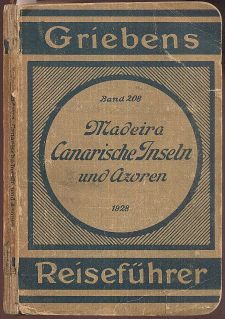 Griebens
Band 208
Madeira
Canarische Inseln
und Azoren
1928
Reiseführer